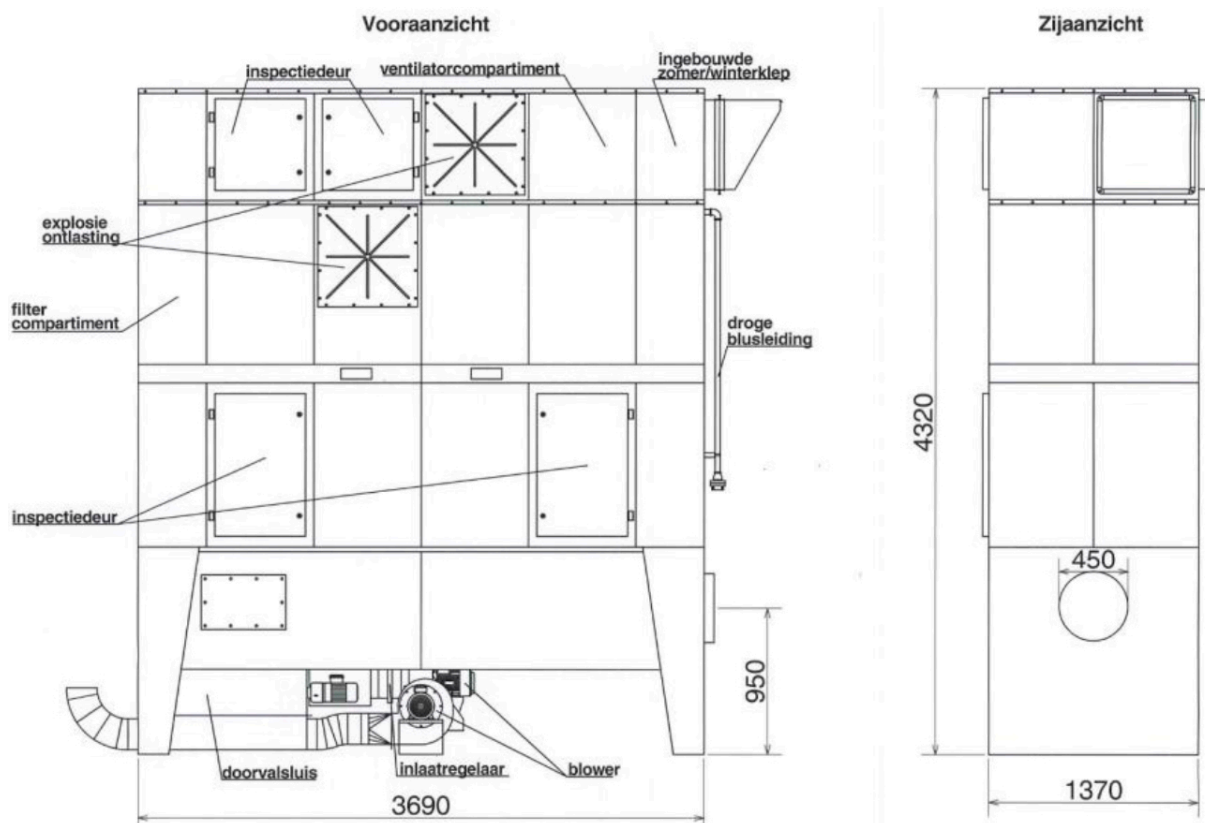 Vooraanzicht
Zijaanzicht
inspectiedeur
ventilatorcompartiment
ingebouwde
zomer/winterklep
explosie
ontlasting
filter
compartiment
droge
blusleiding
4320
inspectiedeur
450
950
doorvalsluis
inlaatregelaar
blower
3690
1370